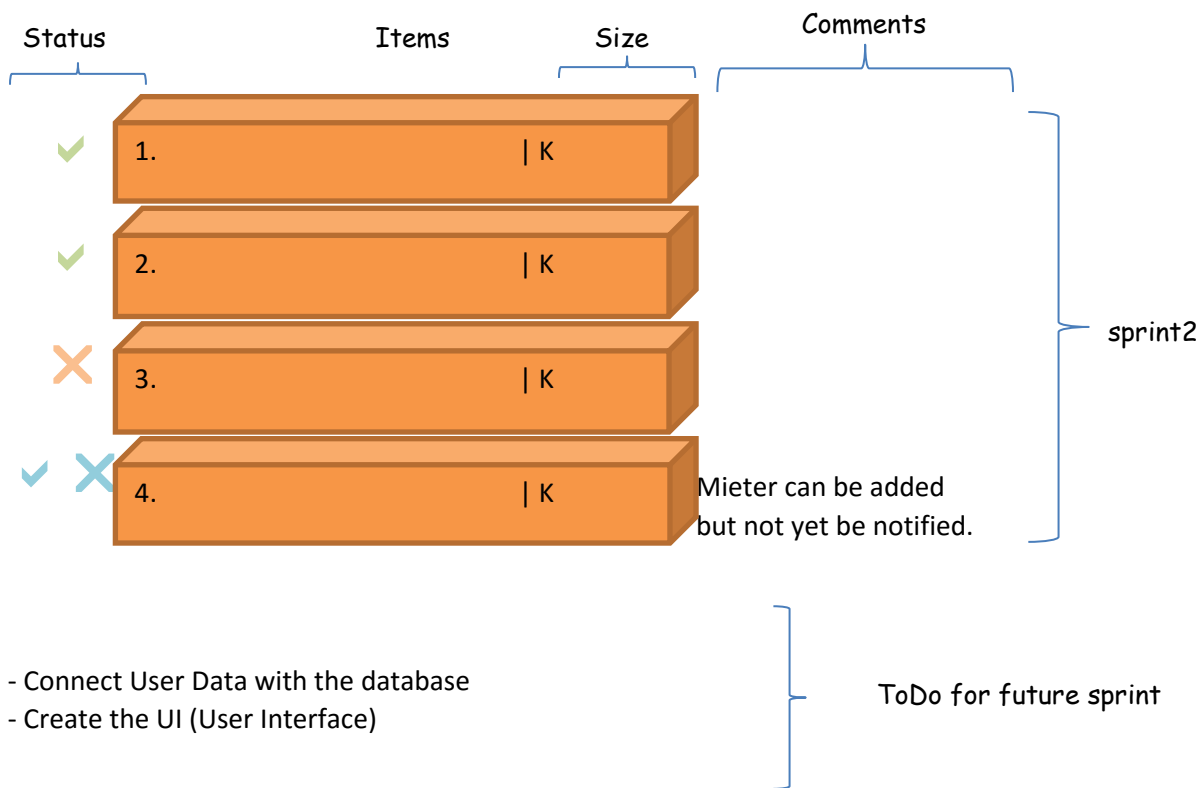 Status Items Size Comments
1. | K
2. | K
3. | K
4. | K
Mieter can be added
but not yet be notified.
sprint2
- Connect User Data with the database
- Create the UI (User Interface)
ToDo for future sprint